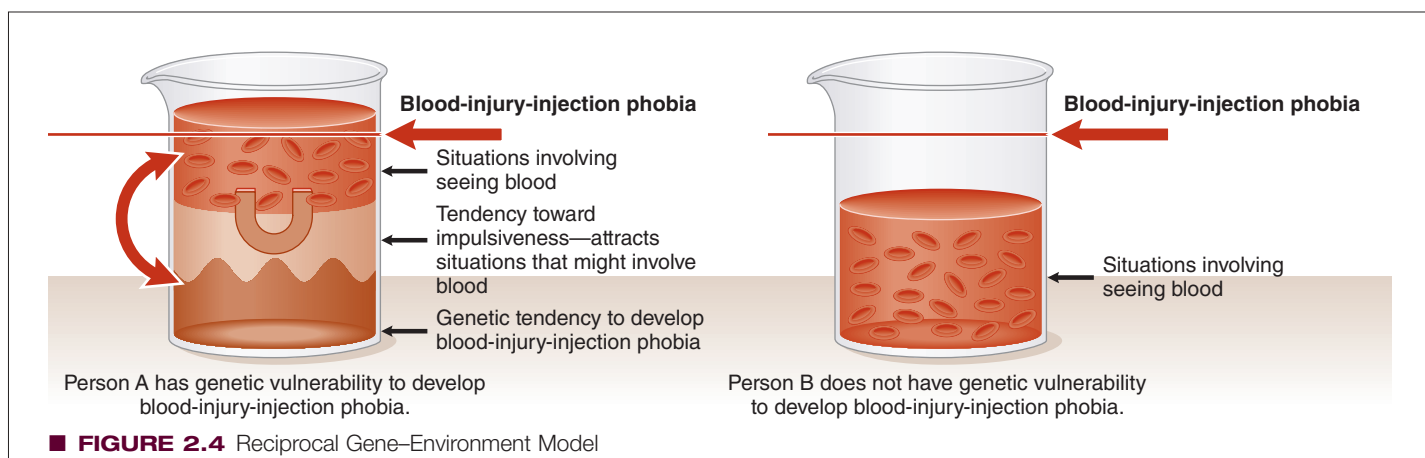 Blood-injury-injection phobia
Situations involving
seeing blood
Tendency toward
impulsiveness—attracts
situations that might involve
blood
Genetic tendency to develop
blood-injury-injection phobia
Person A has genetic vulnerability to develop
blood-injury-injection phobia.
Blood-injury-injection phobia
Situations involving
seeing blood
Person B does not have genetic vulnerability
to develop blood-injury-injection phobia.
■ FIGURE 2.4 Reciprocal Gene–Environment Model